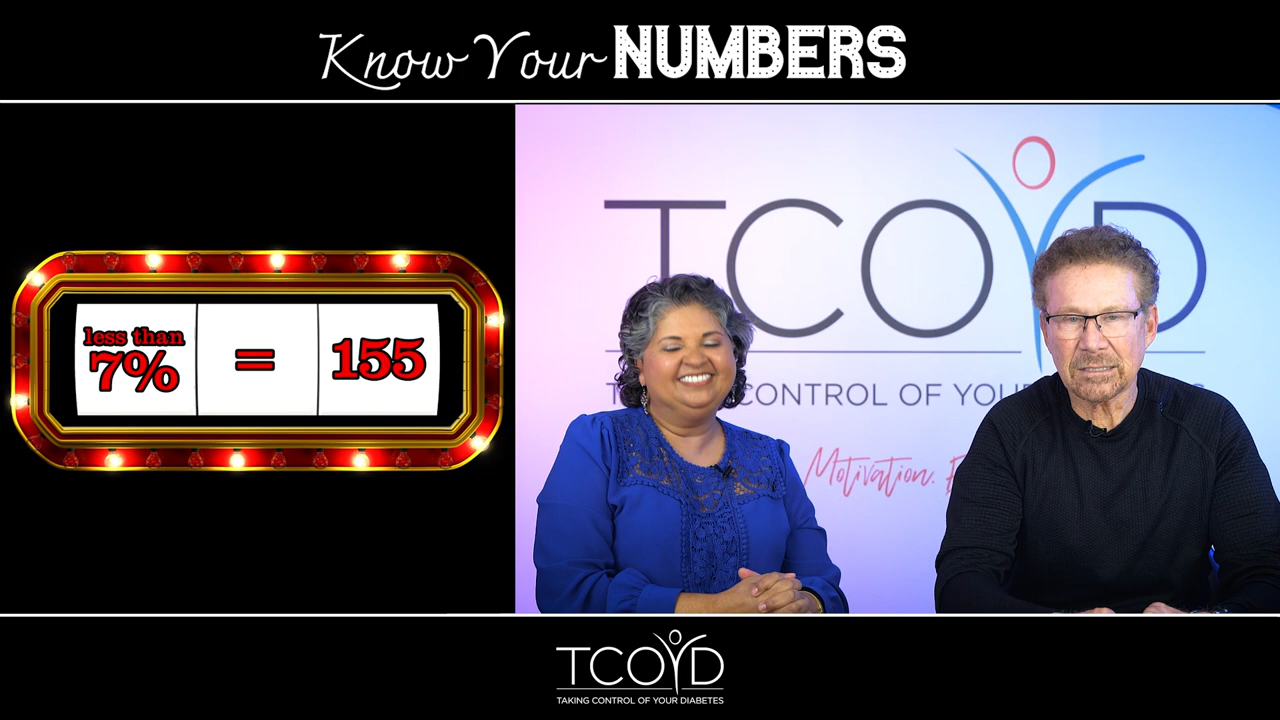 Know Your NUMBERS
less than
7%
=
155
TCOYD
CONTROL OF YOU
Motivation.
TCOYD
TAKING CONTROL OF YOUR DIABETES